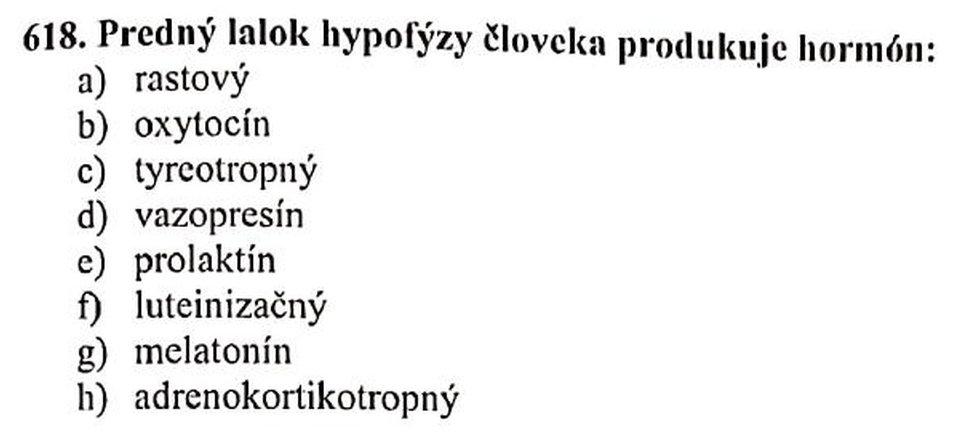 618. Predný lalok hypofýzy človeka produkuje hormón:
a) rastový
b) oxytocín
c) tyreotropný
d) vazopresín
e) prolaktín
f) luteinizačný
g) melatonín
h) adrenokortikotropný